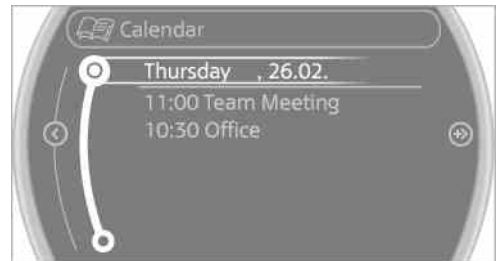 Calendar
Thursday , 26.02.
11:00 Team Meeting
10:30 Office